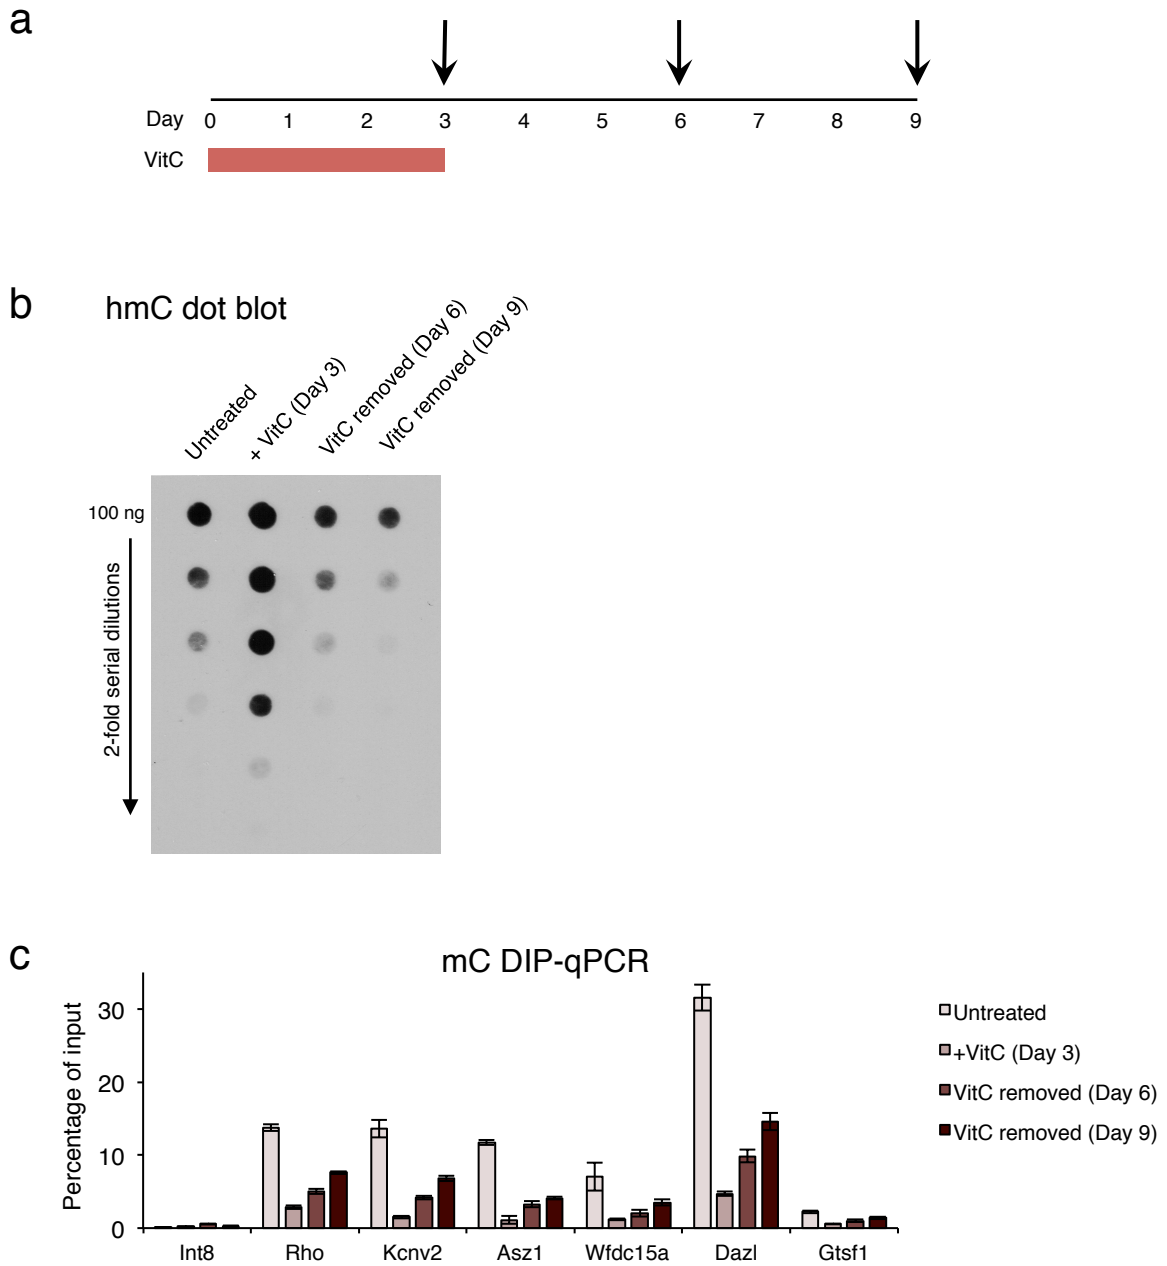 a
Day 0 1 2 3 4 5 6 7 8 9
VitC
b
hmC dot blot
Untreated
+ VitC (Day 3)
VitC removed (Day 6)
VitC removed (Day 9)
100 ng
2-fold serial dilutions
c
mC DIP-qPCR
Percentage of input
30
20
10
0
Int8 Rho Kcnv2 Asz1 Wfdc15a Dazl Gtsf1
Untreated
+VitC (Day 3)
VitC removed (Day 6)
VitC removed (Day 9)